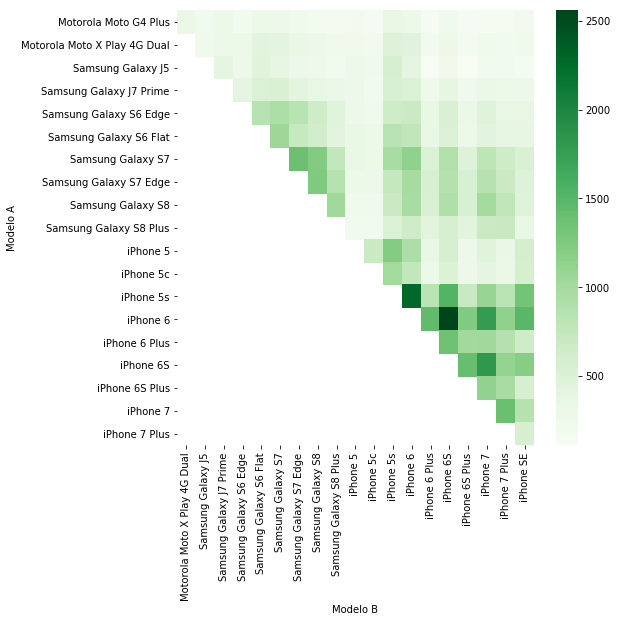 Motorola Moto G4 Plus
Motorola Moto X Play 4G Dual
Samsung Galaxy J5
Samsung Galaxy J7 Prime
Samsung Galaxy S6 Edge
Samsung Galaxy S6 Flat
Samsung Galaxy S7
Samsung Galaxy S7 Edge
Samsung Galaxy S8
Samsung Galaxy S8 Plus
iPhone 5
iPhone 5c
iPhone 5s
iPhone 6
iPhone 6 Plus
iPhone 6S
iPhone 6S Plus
iPhone 7
iPhone 7 Plus
Modelo A
Motorola Moto X Play 4G Dual
Samsung Galaxy J5
Samsung Galaxy J7 Prime
Samsung Galaxy S6 Edge
Samsung Galaxy S6 Flat
Samsung Galaxy S7
Samsung Galaxy S7 Edge
Samsung Galaxy S8
Samsung Galaxy S8 Plus
iPhone 5
iPhone 5c
iPhone 5s
iPhone 6
iPhone 6 Plus
iPhone 6S
iPhone 6S Plus
iPhone 7
iPhone 7 Plus
iPhone SE
Modelo B
2500
2000
1500
1000
500